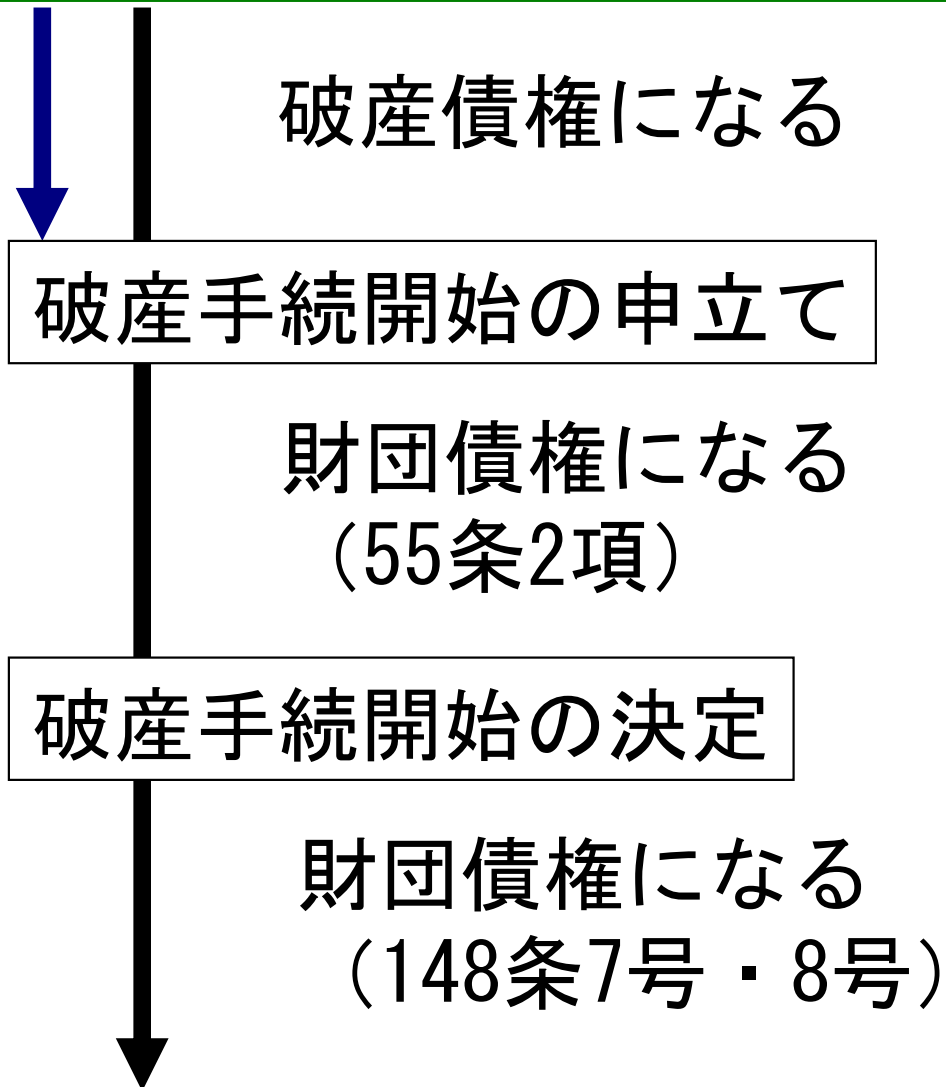 破産債権になる
破産手続開始の申立て
財団債権になる
（55条2項）
破産手続開始の決定
財団債権になる
（148条7号・8号）